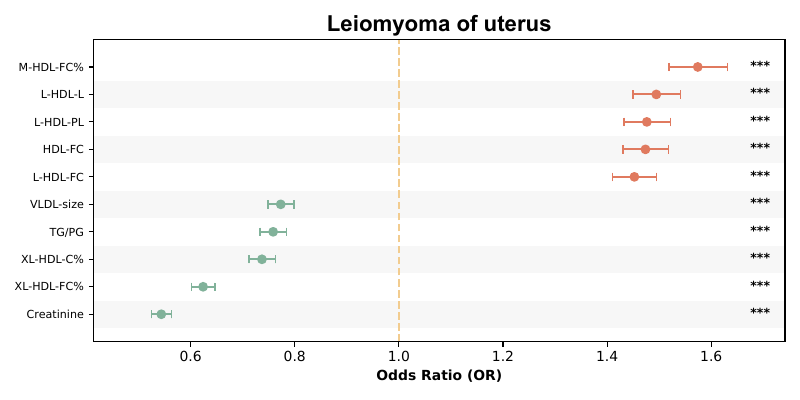 Leiomyoma of uterus
M-HDL-FC% ***
L-HDL-L ***
L-HDL-PL ***
HDL-FC ***
L-HDL-FC ***
VLDL-size ***
TG/PG ***
XL-HDL-C% ***
XL-HDL-FC% ***
Creatinine ***
0.6 0.8 1.0 1.2 1.4 1.6
Odds Ratio (OR)